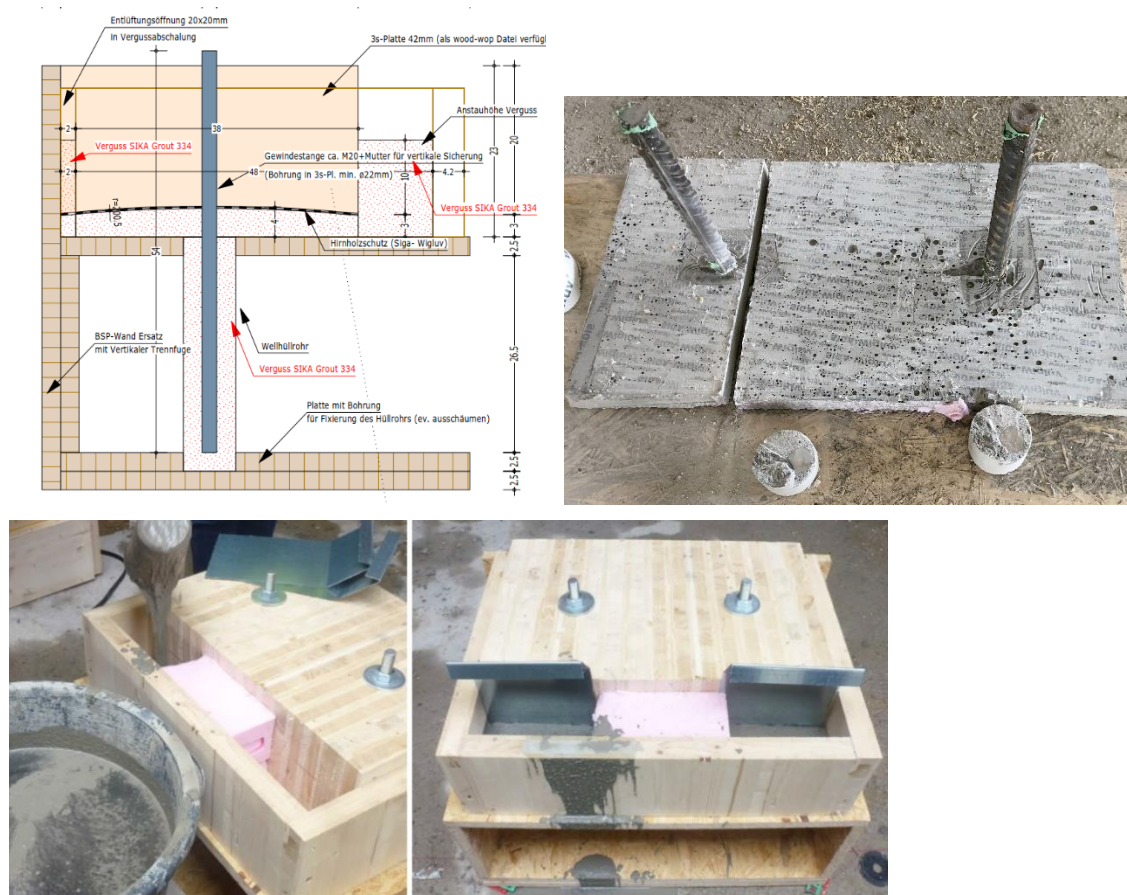 Entlüftungsöffnung 20x20mm
in Vergussabschalung
3s-Platte 42mm (als wood-wop Datei verfügl
Anstauhöhe Verguss
2
38
Verguss SIKA Grout 334
Gewindestange ca. M20+Mutter für vertikale Sicherung
2
48
(Bohrung in 3s-Pl. min. ø22mm)
10
4.2
23
20
Verguss SIKA Grout 334
r=200,5
4
3
3
Hirnholzschutz (Siga- Wigluv)
2.5
54
BSP-Wand Ersatz
mit Vertikaler Trennfuge
Wellhüllrohr
Verguss SIKA Grout 334
26.5
Platte mit Bohrung
für Fixierung des Hüllrohrs (ev. ausschäumen)
2.5
2.5